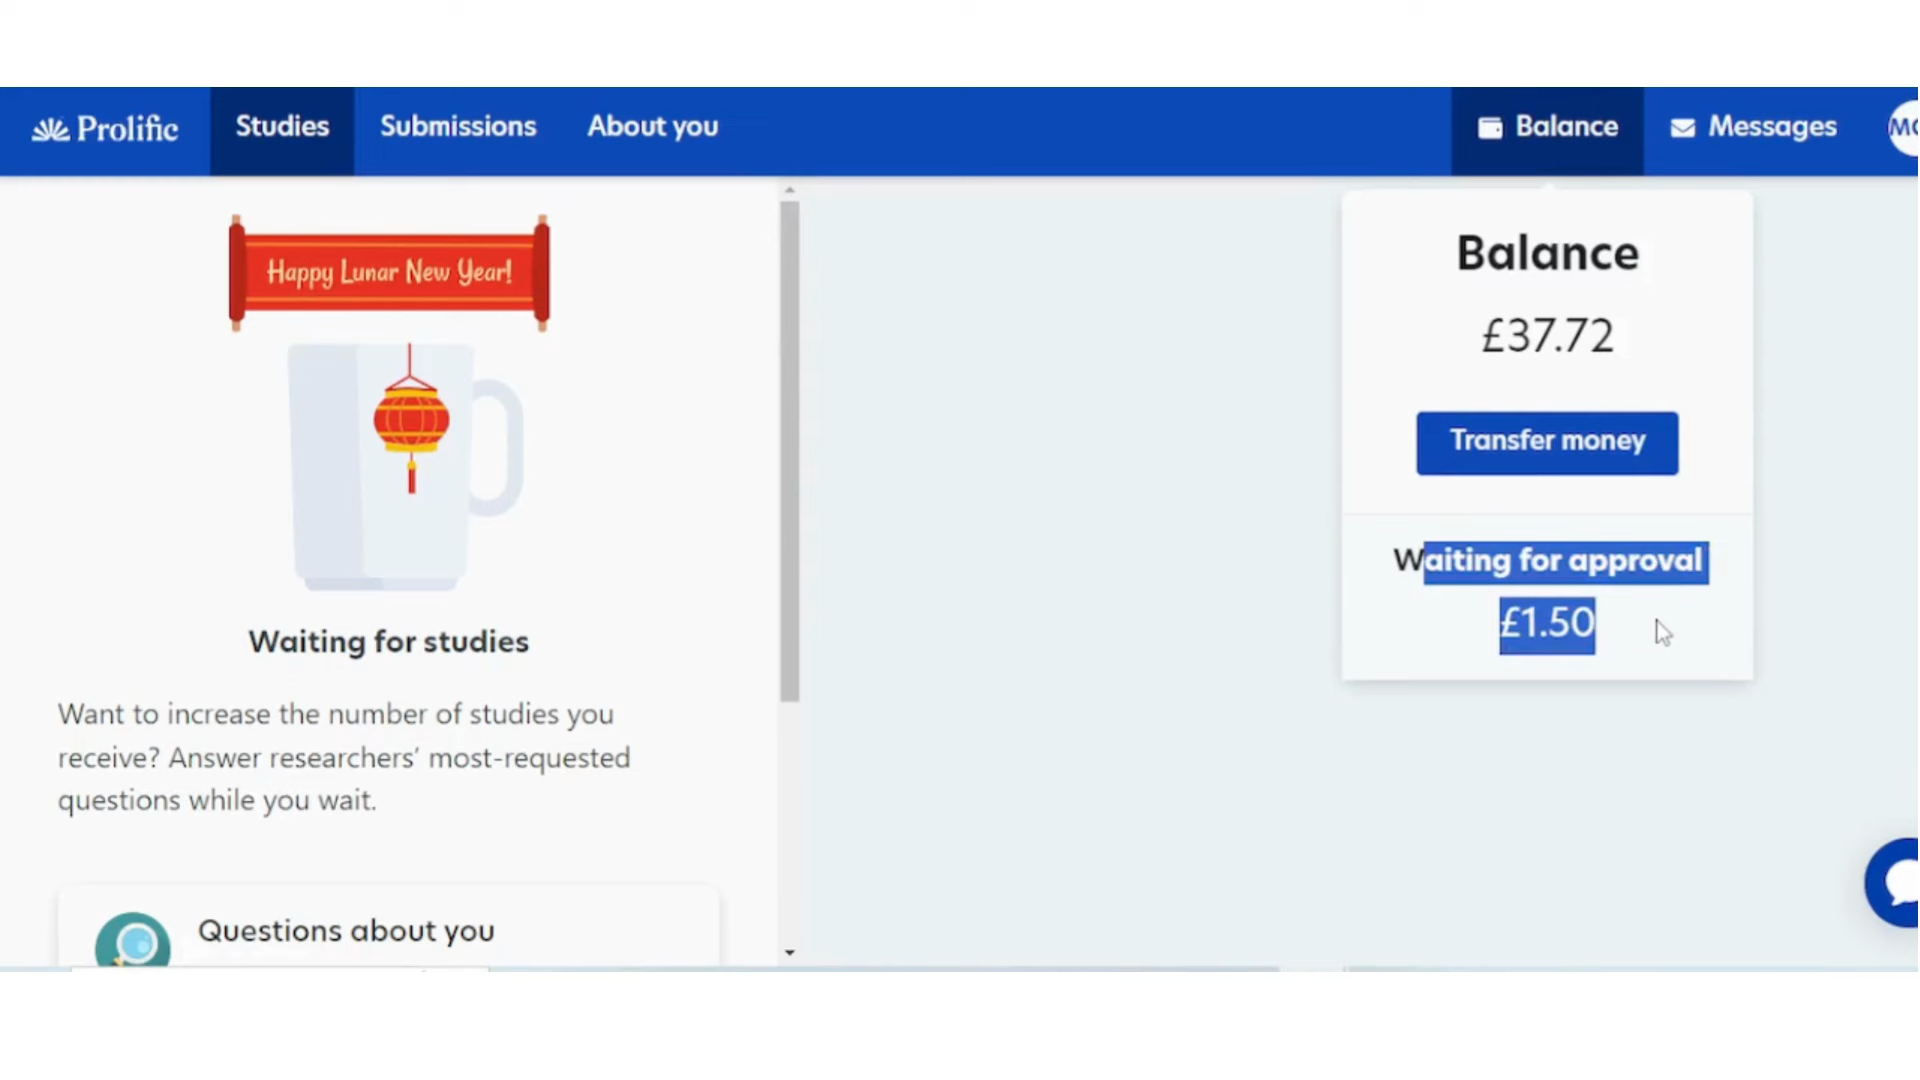 Prolific
Studies
Submissions
About you
Balance
Messages
Happy Lunar New Year!
Waiting for studies
Want to increase the number of studies you
receive? Answer researchers' most-requested
questions while you wait.
Questions about you
Balance
£37.72
Transfer money
Waiting for approval
£1.50